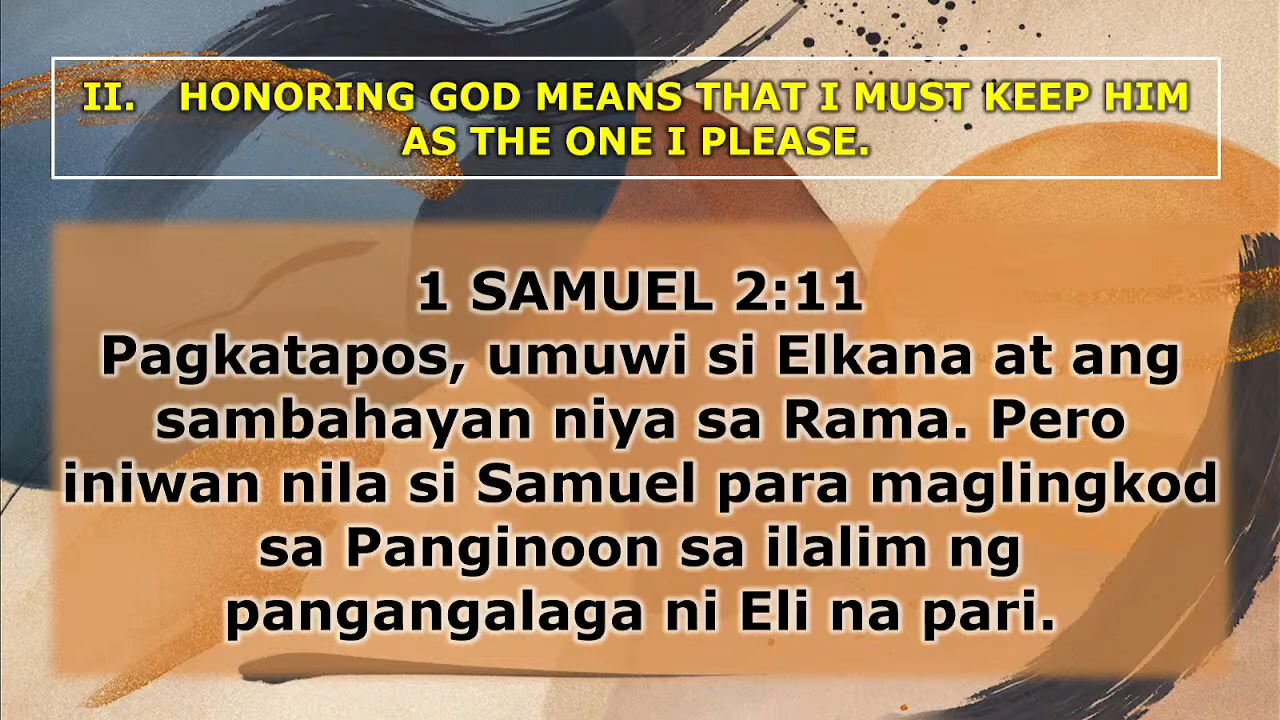 II. HONORING GOD MEANS THAT I MUST KEEP HIM
AS THE ONE I PLEASE.
1 SAMUEL 2:11
Pagkatapos, umuwi si Elkana at ang
sambahayan niya sa Rama. Pero
iniwan nila si Samuel para maglingkod
sa Panginoon sa ilalim ng
pangangalaga ni Eli na pari.